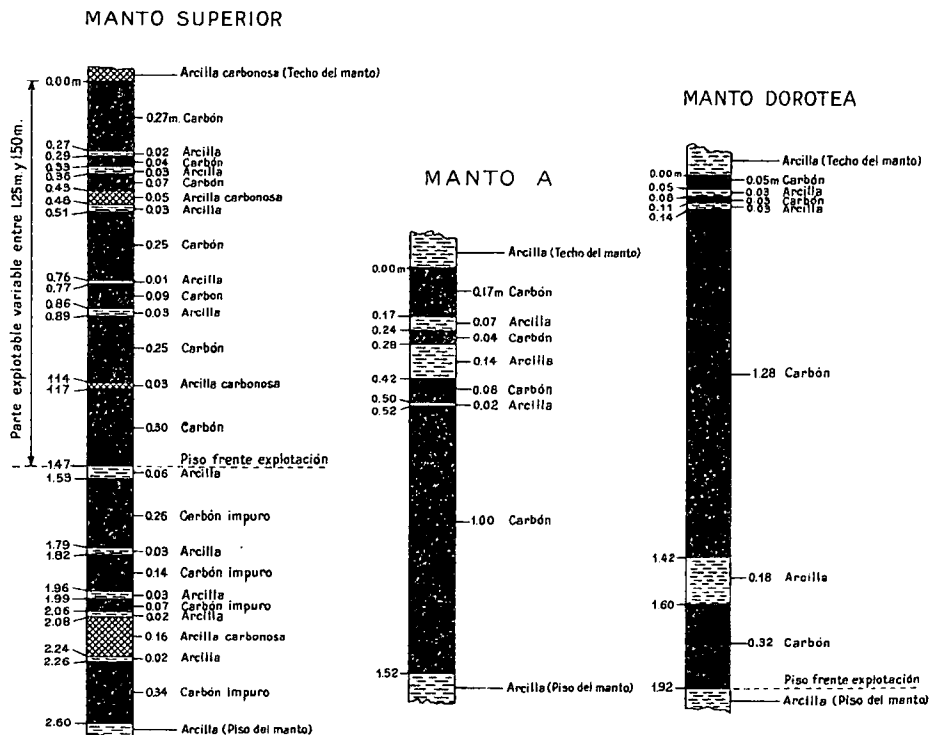 MANTO SUPERIOR
Arcilla carbonosa (Techo del manto)
0.00m
0.27m. Carbón
0.27
0.02 Arcilla
0.29
0.04 Carbón
0.33
0.03 Arcilla
0.36
0.07 Carbón
0.43
0.05 Arcilla carbonosa
0.48
0.03 Arcilla
0.51
0.25 Carbón
0.76
0.01 Arcilla
0.77
0.09 Carbon
0.86
0.03 Arcilla
0.89
0.25 Carbón
1.14
0.03 Arcilla carbonosa
1.17
0.30 Carbón
Piso frente explotación
1.47
0.06 Arcilla
1.53
0.26 Carbón impuro
1.79
0.03 Arcilla
1.82
0.14 Carbón impuro
1.96
0.03 Arcilla
1.99
0.07 Carbón impuro
2.06
0.02 Arcilla
2.08
0.16 Arcilla carbonosa
2.24
0.02 Arcilla
2.26
0.34 Carbón impuro
2.60
Arcilla (Piso del manto)
Parte explotable variable entre 1.25m. y 1.50m.
MANTO A
Arcilla (Techo del manto)
0.00m
0.17m Carbón
0.17
0.07 Arcilla
0.24
0.04 Carbón
0.28
0.14 Arcilla
0.42
0.08 Carbón
0.50
0.02 Arcilla
0.52
1.00 Carbón
1.52
Arcilla (Piso del manto)
MANTO DOROTEA
Arcilla (Techo del manto)
0.00m
0.05m Carbón
0.05
0.03 Arcilla
0.08
0.03 Carbón
0.11
0.03 Arcilla
0.14
1.28 Carbón
1.42
0.18 Arcilla
1.60
0.32 Carbón
Piso frente explotación
1.92
Arcilla (Piso del manto)